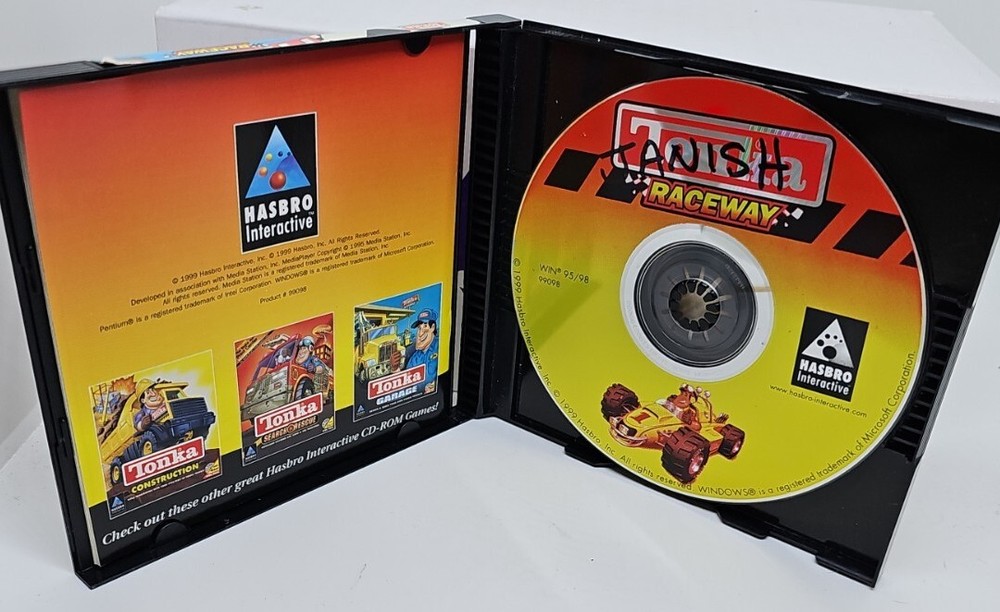 RACEWAY
HASBRO
Interactive™
© 1999 Hasbro Interactive, Inc. © 1999 Hasbro, Inc. All Rights Reserved.
Developed in association with Media Station, Inc. MediaPlayer Copyright © 1995 Media Station, Inc.
All rights reserved. Media Station is a registered trademark of Media Station, Inc.
Pentium® is a registered trademark of Intel Corporation. WINDOWS® is a registered trademark of Microsoft Corporation.
Product # 99098
Tonka
CONSTRUCTION
Tonka
SEARCH & RESCUE
Tonka
GARAGE
Check out these other great Hasbro Interactive CD-ROM Games!
Tonka
TANISH
RACEWAY
WIN® 95/98
99098
HASBRO
Interactive
www.hasbro-interactive.com
© 1999 Hasbro Interactive, Inc. © 1999 Hasbro, Inc. All rights reserved. WINDOWS® is a registered trademark of Microsoft Corporation.
1